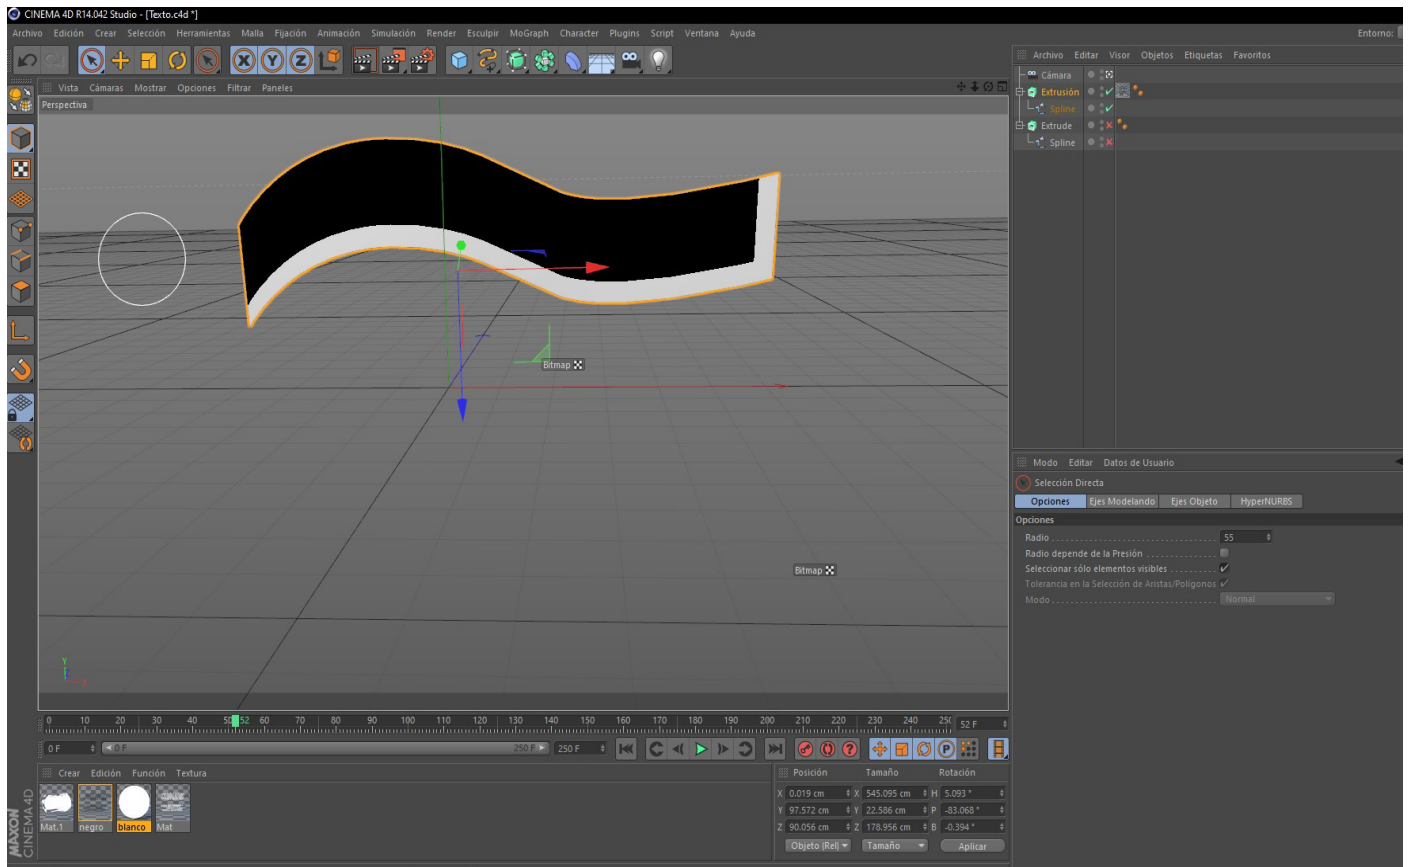 CINEMA 4D R14.042 Studio - [Texto.c4d *]
Archivo Edición Crear Selección Herramientas Malla Fijación Animación Simulación Render Esculpir MoGraph Character Plugins Script Ventana Ayuda Entorno:
X Y Z
Vista Cámaras Mostrar Opciones Filtrar Paneles
Perspectiva
Bitmap
Bitmap
Y
X
Archivo Editar Visor Objetos Etiquetas Favoritos
Cámara
Extrusión
Spline
Extrude
Spline
Modo Editar Datos de Usuario
Selección Directa
Opciones Ejes Modelando Ejes Objeto HyperNURBS
Opciones
Radio 55
Radio depende de la Presión
Seleccionar sólo elementos visibles
Tolerancia en la Selección de Aristas/Polígonos
Modo Normal
0 10 20 30 40 50 52 60 70 80 90 100 110 120 130 140 150 160 170 180 190 200 210 220 230 240 25 52 F
0 F 0 F 250 F 250 F P
Crear Edición Función Textura
Mat.1 negro blanco Mat
Posición Tamaño Rotación
X 0.019 cm X 545.095 cm H 5.093 °
Y 97.572 cm Y 22.586 cm P -83.068 °
Z 90.056 cm Z 178.956 cm B -0.394 °
Objeto (Rel) Tamaño Aplicar
MAXON
CINEMA 4D